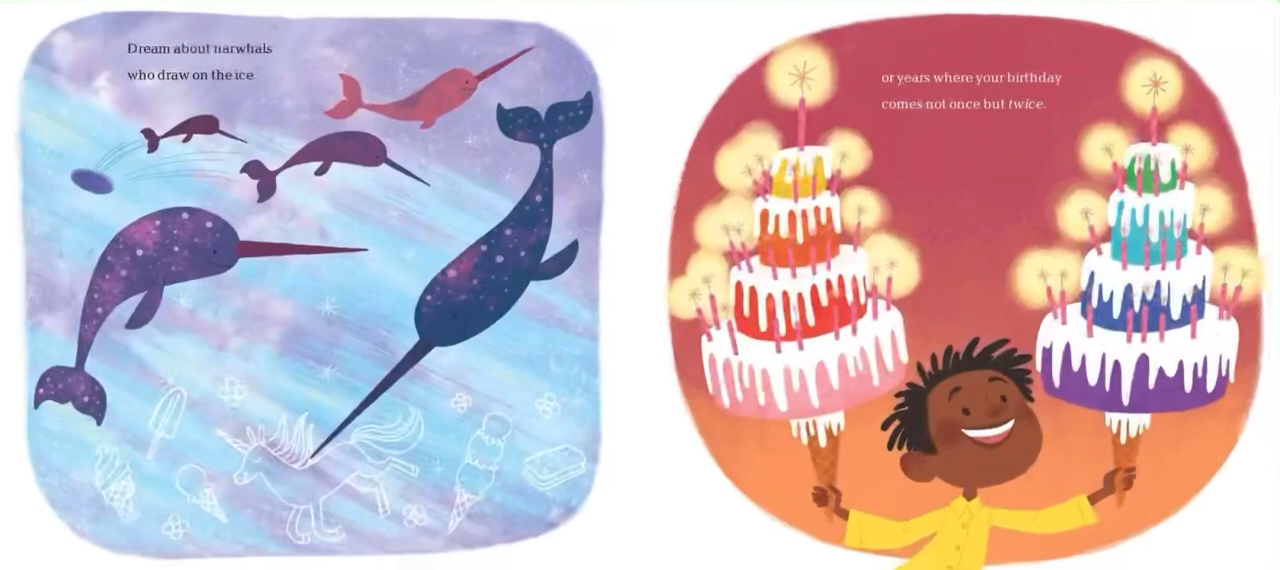 Dream about narwhals
who draw on the ice
or years where your birthday
comes not once but twice.